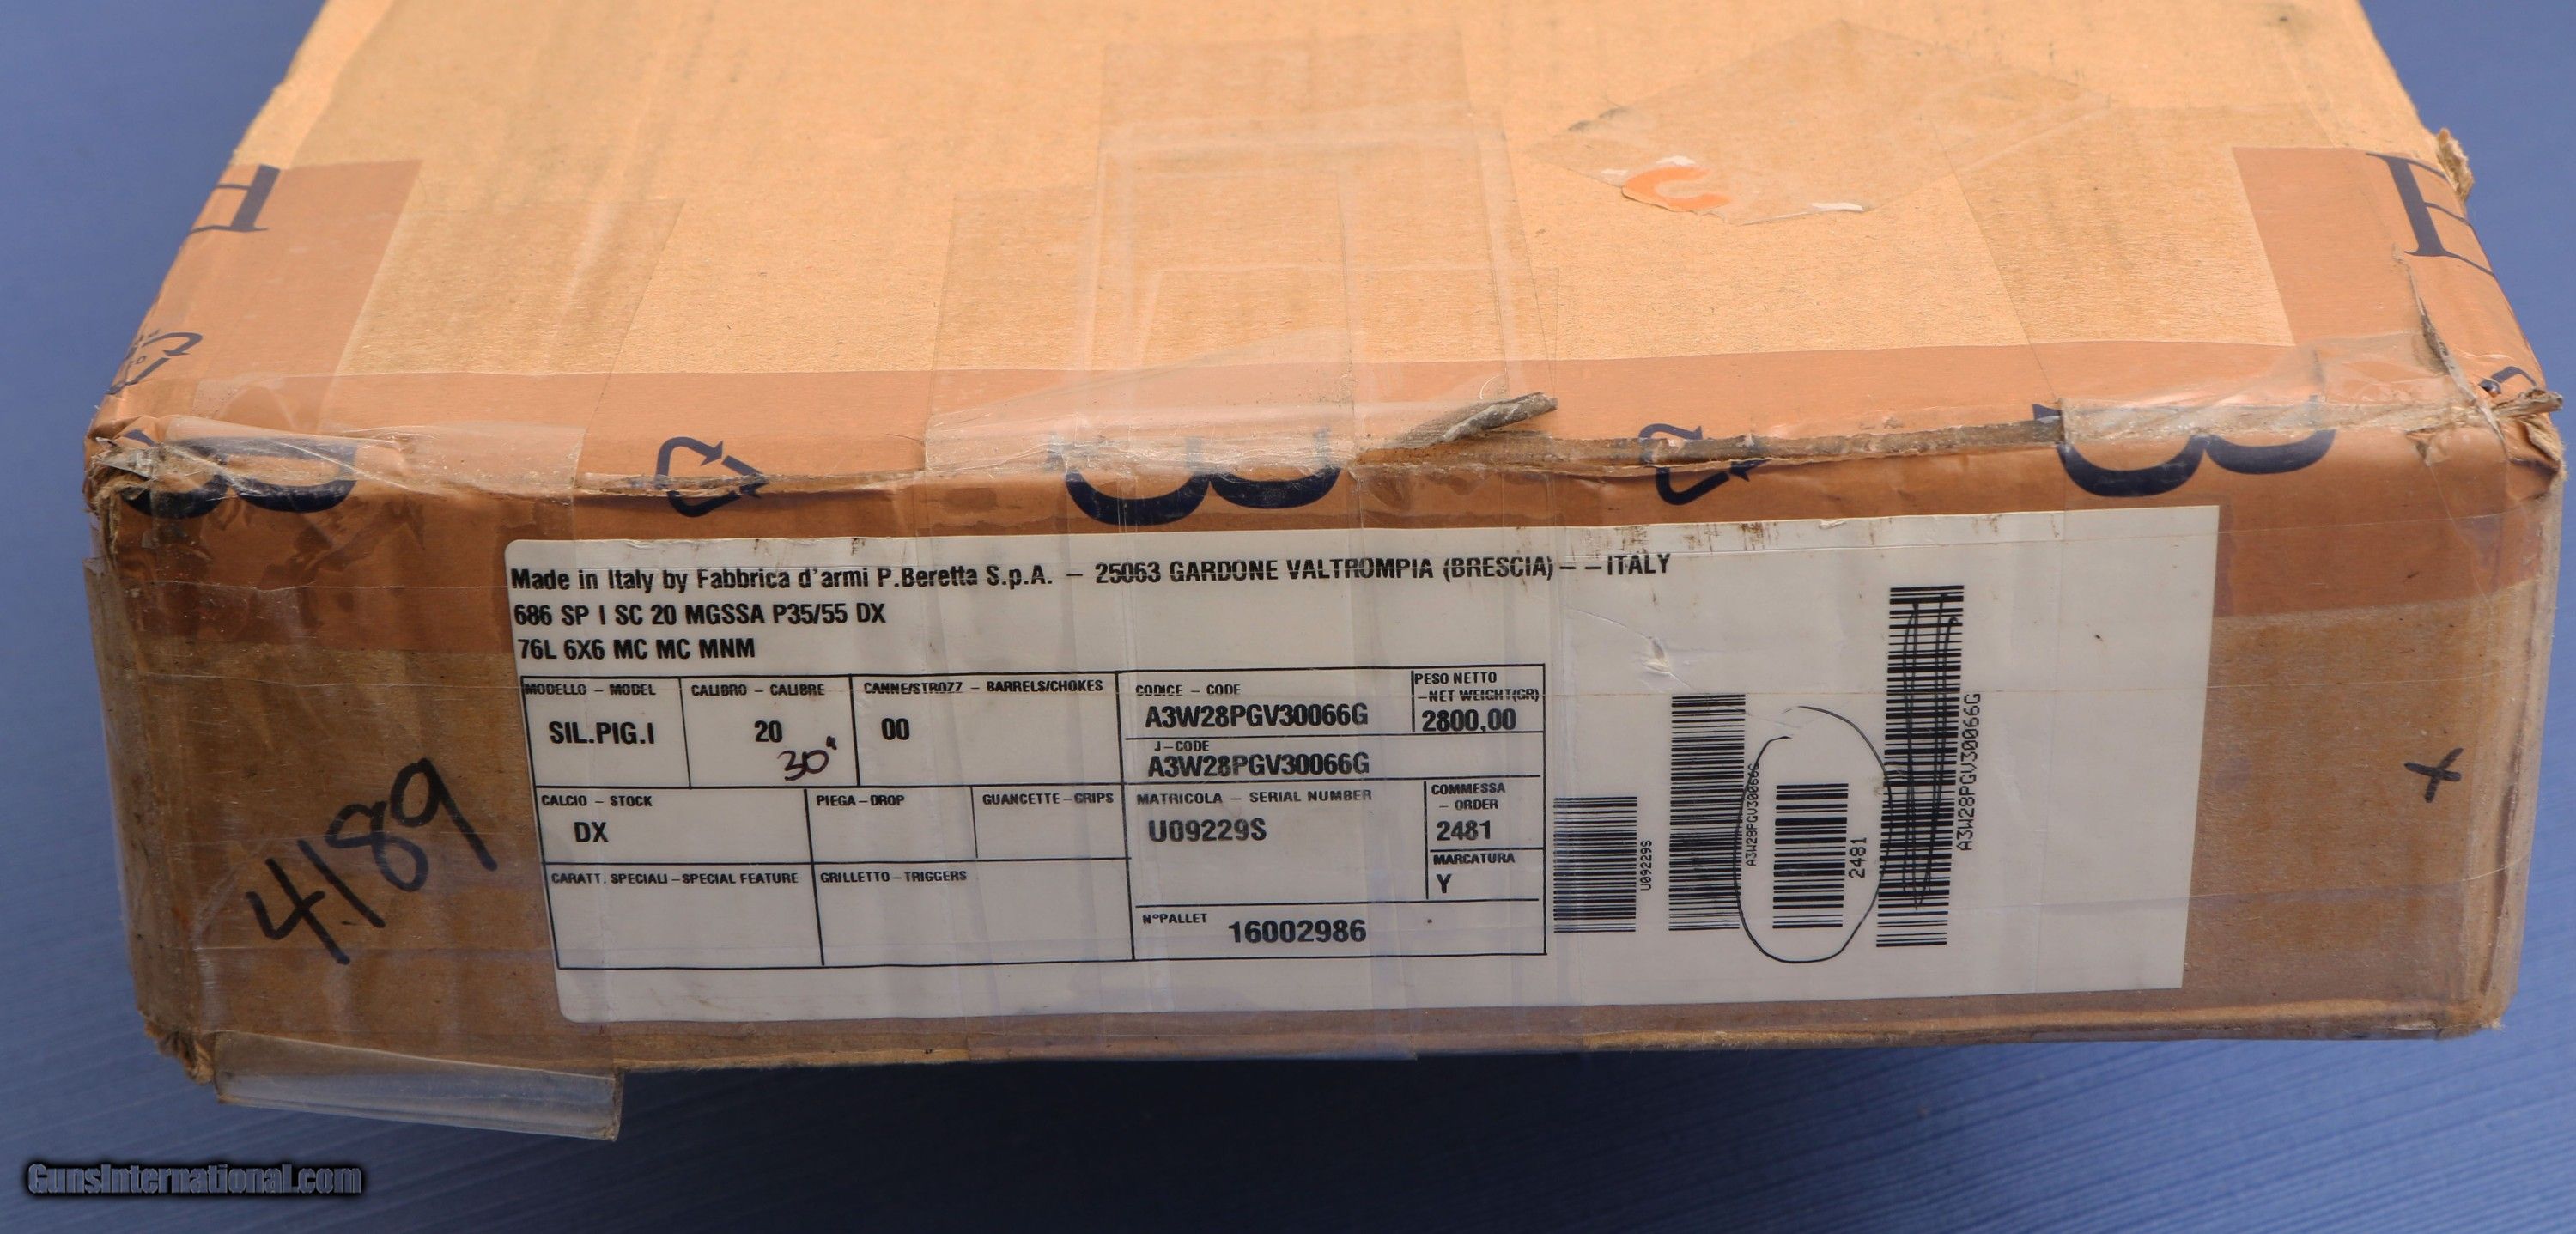 Made in Italy by Fabbrica d'armi P.Beretta S.p.A. – 25063 GARDONE VALTROMPIA (BRESCIA) – – ITALY
686 SP I SC 20 MGSSA P35/55 DX
76L 6X6 MC MC MNM
MODELLO – MODEL
SIL.PIG.I
CALIBRO – CALIBRE
20
30"
CANNE/STROZZ – BARRELS/CHOKES
00
CODICE – CODE
A3W28PGV30066G
PESO NETTO
–NET WEIGHT(GR)
2800,00
J–CODE
A3W28PGV30066G
CALCIO – STOCK
DX
PIEGA–DROP
GUANCETTE–GRIPS
MATRICOLA – SERIAL NUMBER
U09229S
COMMESSA
– ORDER
2481
MARCATURA
Y
CARATT. SPECIALI–SPECIAL FEATURE
GRILLETTO–TRIGGERS
N°PALLET
16002986
U09229S
A3W28PGV30066G
2481
A3W28PGV30066G
4189
GunsInternational.com